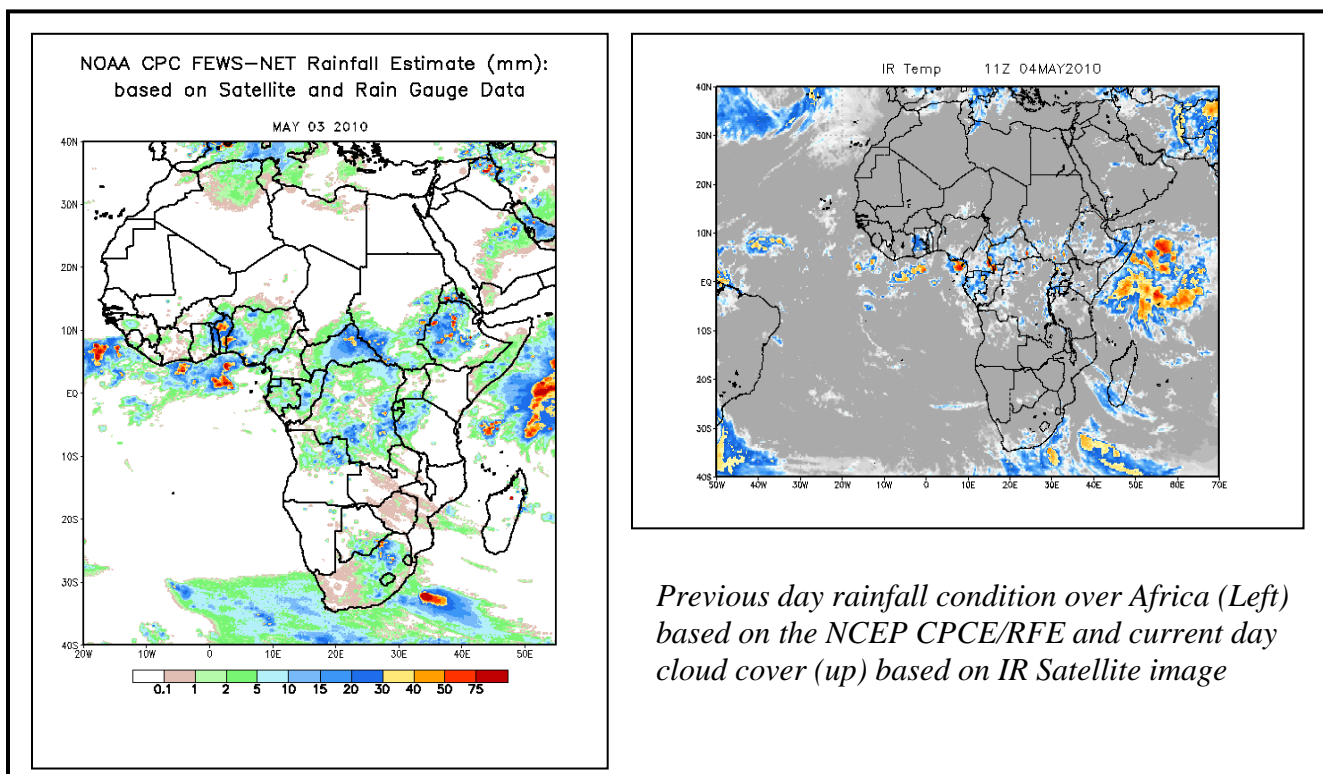 NOAA CPC FEWS-NET Rainfall Estimate (mm):
based on Satellite and Rain Gauge Data
MAY 03 2010
40N
30N
20N
10N
EQ
10S
20S
30S
40S
20W 10W 0 10E 20E 30E 40E 50E
0.1 1 2 5 10 15 20 30 40 50 75
IR Temp 11Z 04MAY2010
40N
30N
20N
10N
EQ
10S
20S
30S
40S
50W 40W 30W 20W 10W 0 10E 20E 30E 40E 50E 60E 70E
Previous day rainfall condition over Africa (Left)
based on the NCEP CPCE/RFE and current day
cloud cover (up) based on IR Satellite image